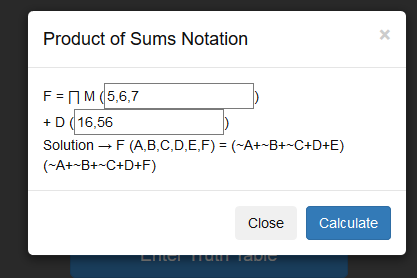 Product of Sums Notation ×
F = ∏ M ( 5,6,7 )
+ D ( 16,56 )
Solution → F (A,B,C,D,E,F) = (~A+~B+~C+D+E)
(~A+~B+~C+D+F)
Close Calculate
Enter Truth Table